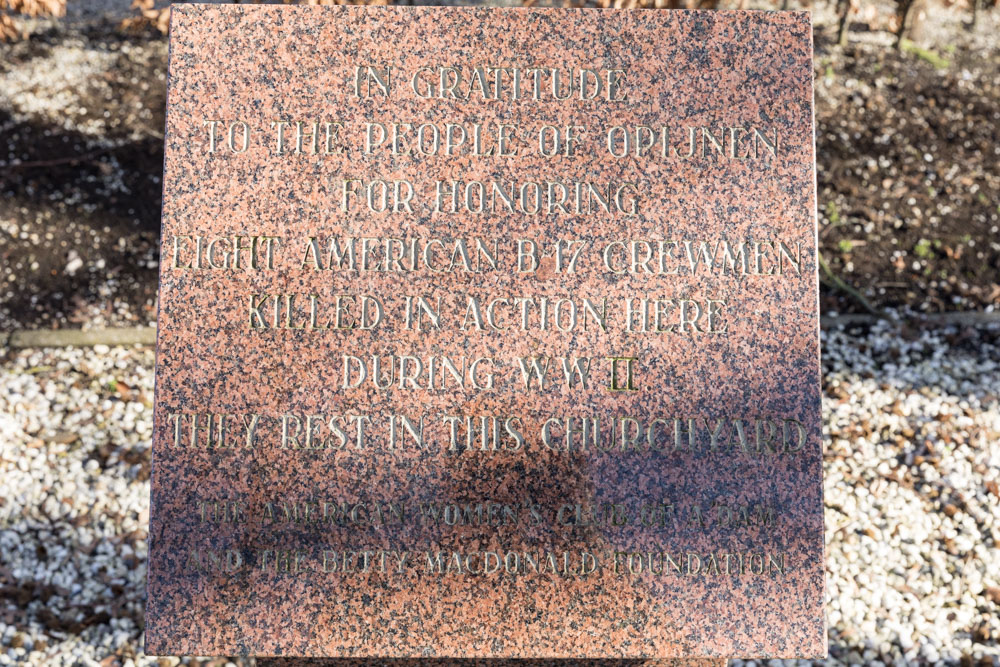 IN GRATITUDE
TO THE PEOPLE OF OPIJNEN
FOR HONORING
EIGHT AMERICAN B-17 CREWMEN
KILLED IN ACTION HERE
DURING WW II
THEY REST IN THIS CHURCHYARD
THE AMERICAN WOMEN'S CLUB OF A'DAM
AND THE BETTY MACDONALD FOUNDATION